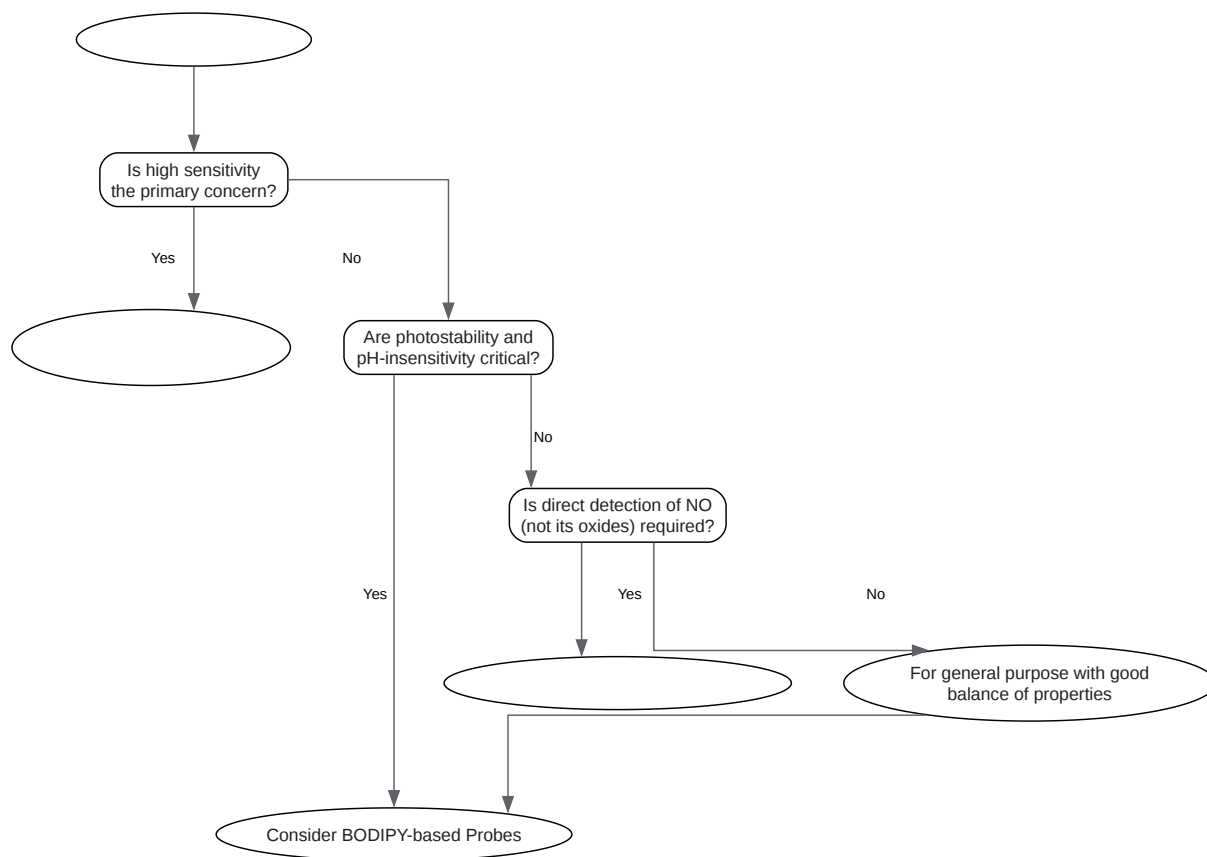 Is high sensitivity
the primary concern?
Yes
No
Are photostability and
pH-insensitivity critical?
No
Is direct detection of NO
(not its oxides) required?
Yes
Yes
No
For general purpose with good
balance of properties
Consider BODIPY-based Probes